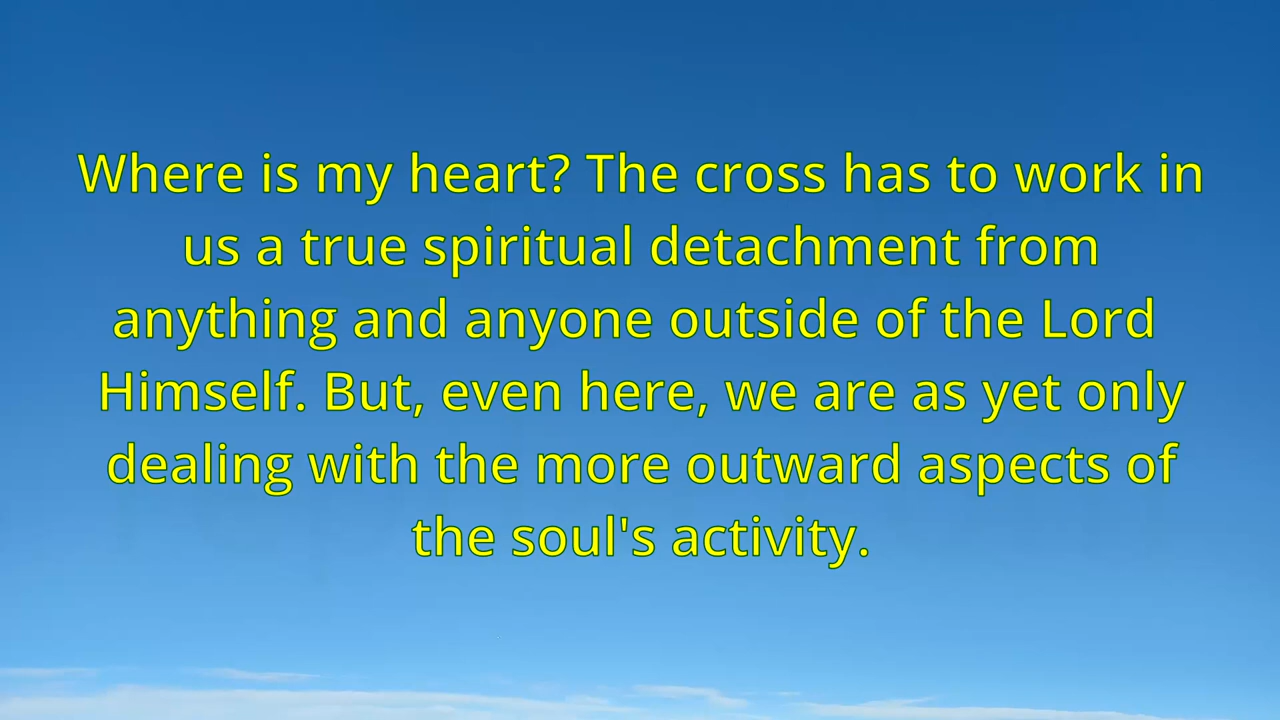 Where is my heart? The cross has to work in
us a true spiritual detachment from
anything and anyone outside of the Lord
Himself. But, even here, we are as yet only
dealing with the more outward aspects of
the soul's activity.